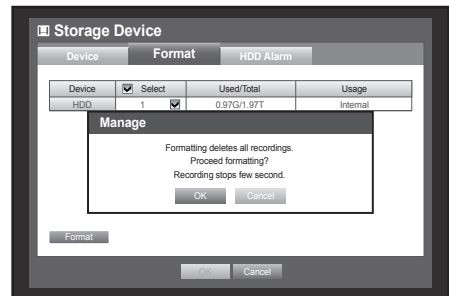 Storage Device
Device Format HDD Alarm
Device Select Used/Total Usage
HDD 1 0.97G/1.97T Internal
Manage
Formatting deletes all recordings.
Proceed formatting?
Recording stops few second.
OK Cancel
Format
OK Cancel